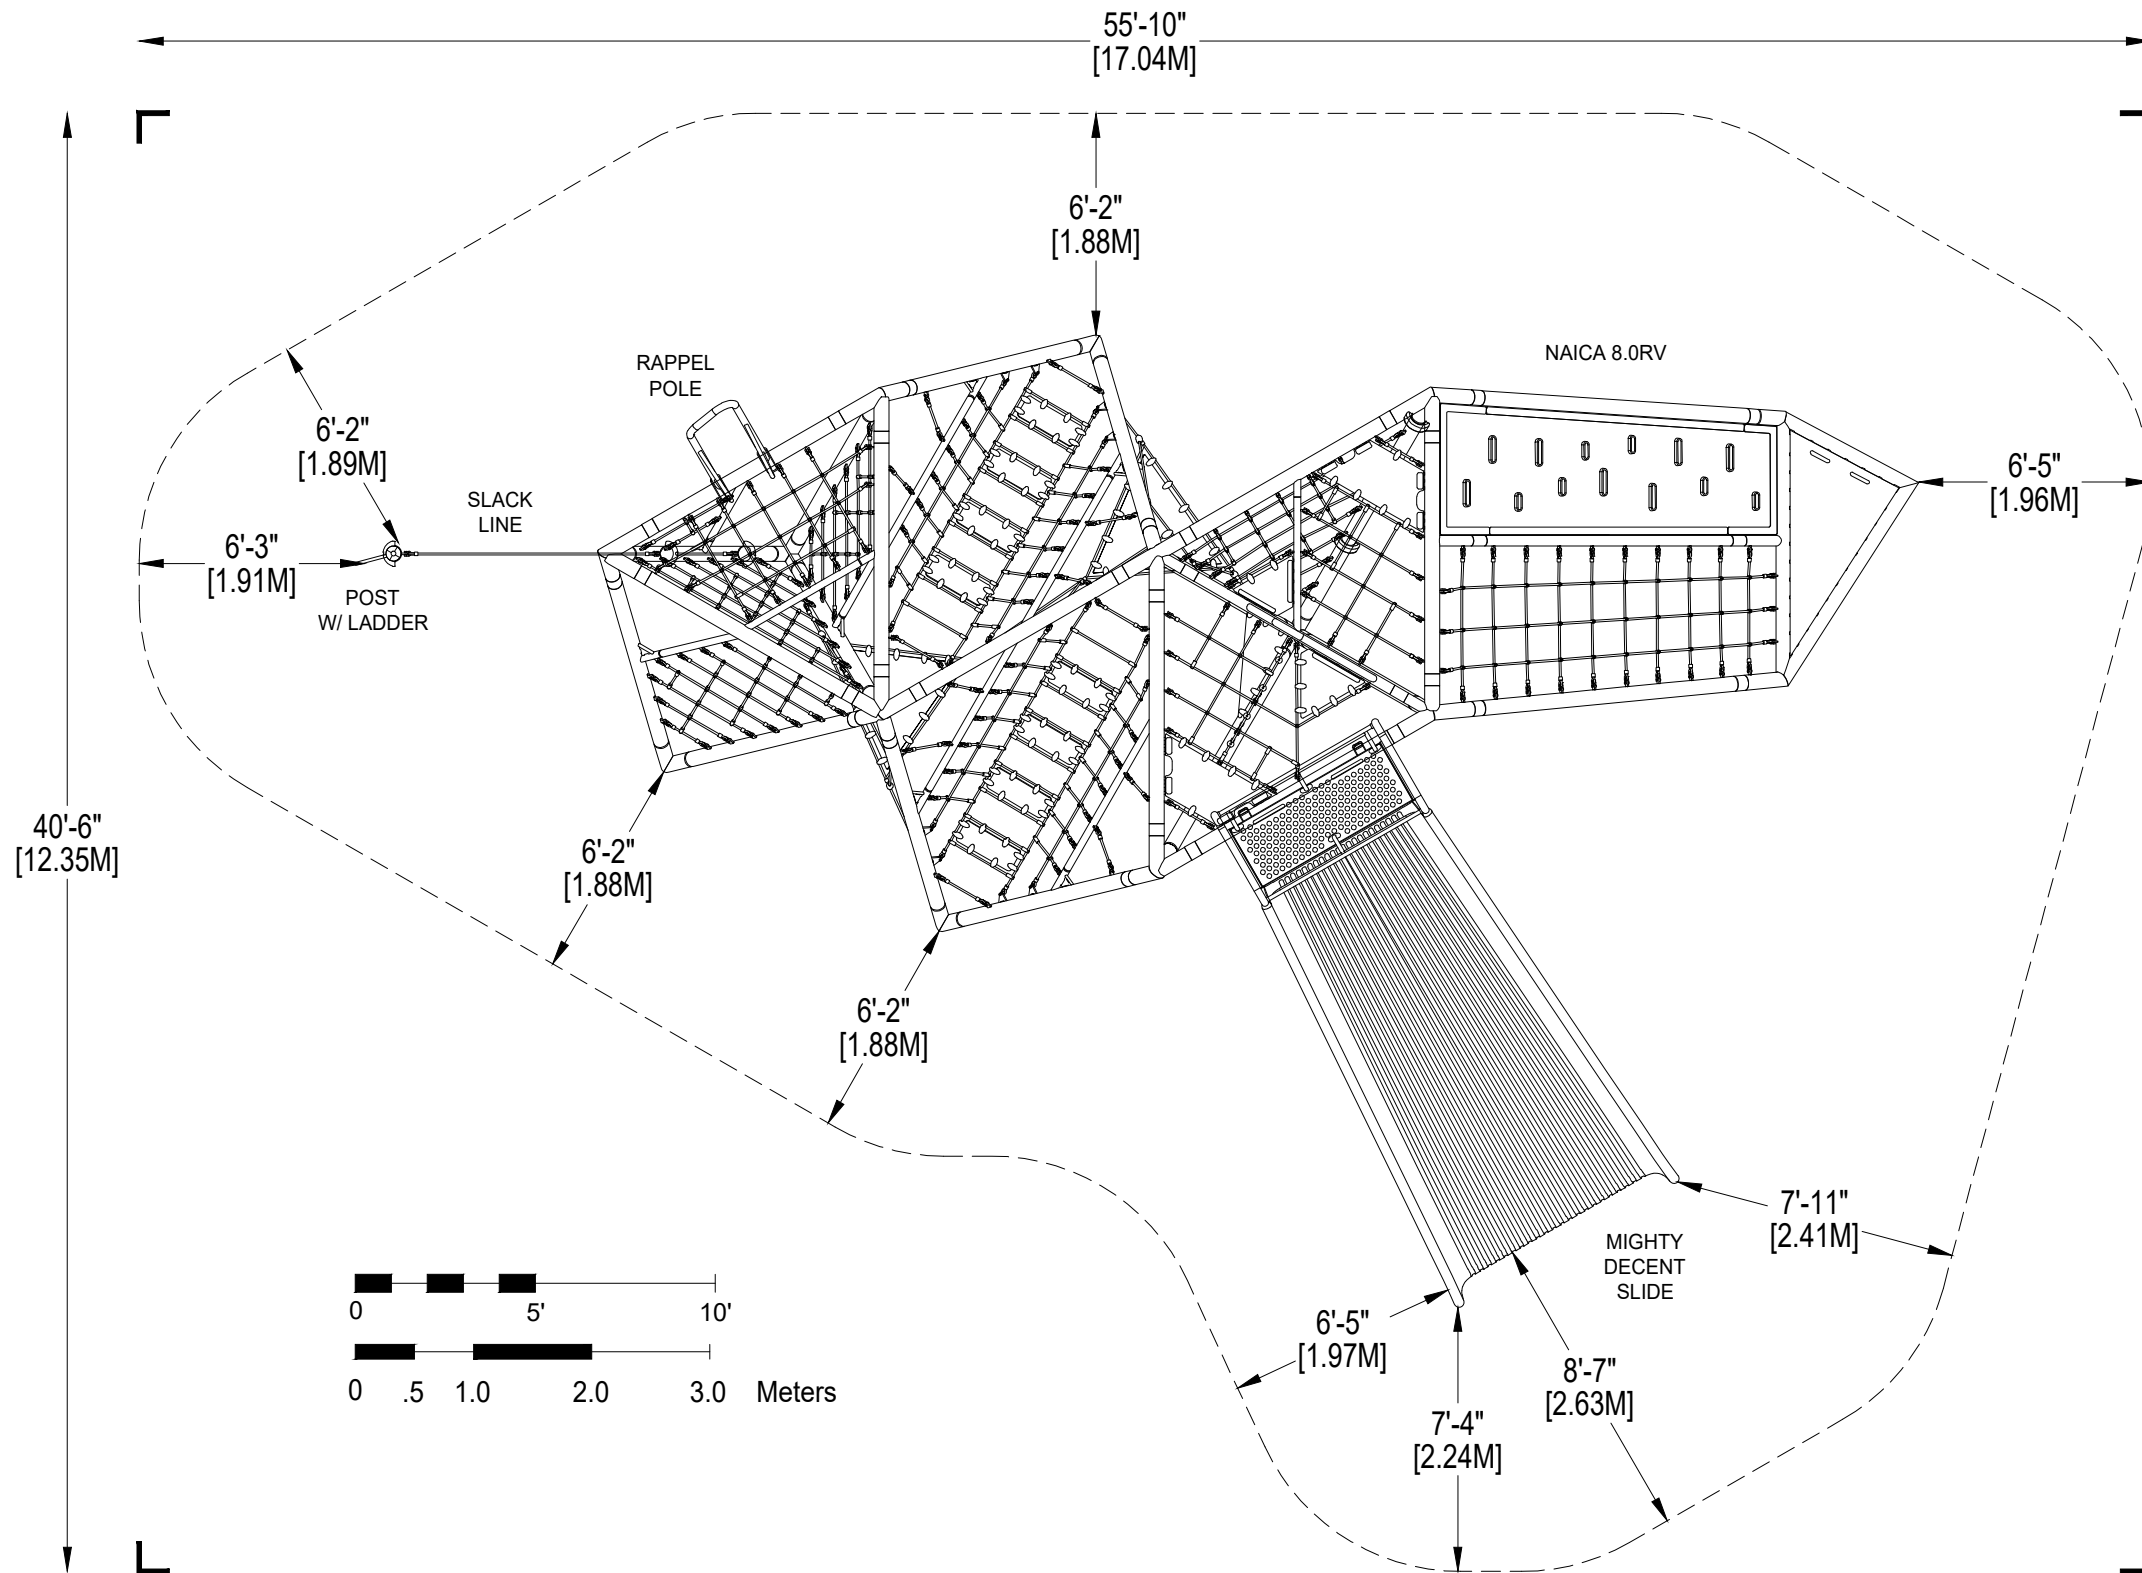 55'-10"
[17.04M]
6'-2"
[1.88M]
NAICA 8.0RV
RAPPEL
POLE
6'-2"
[1.89M]
6'-5"
[1.96M]
SLACK
LINE
6'-3"
[1.91M]
POST
W/ LADDER
40'-6"
[12.35M]
6'-2"
[1.88M]
6'-2"
[1.88M]
7'-11"
[2.41M]
MIGHTY
DECENT
SLIDE
6'-5"
[1.97M]
8'-7"
[2.63M]
7'-4"
[2.24M]
0 5' 10'
0 .5 1.0 2.0 3.0 Meters